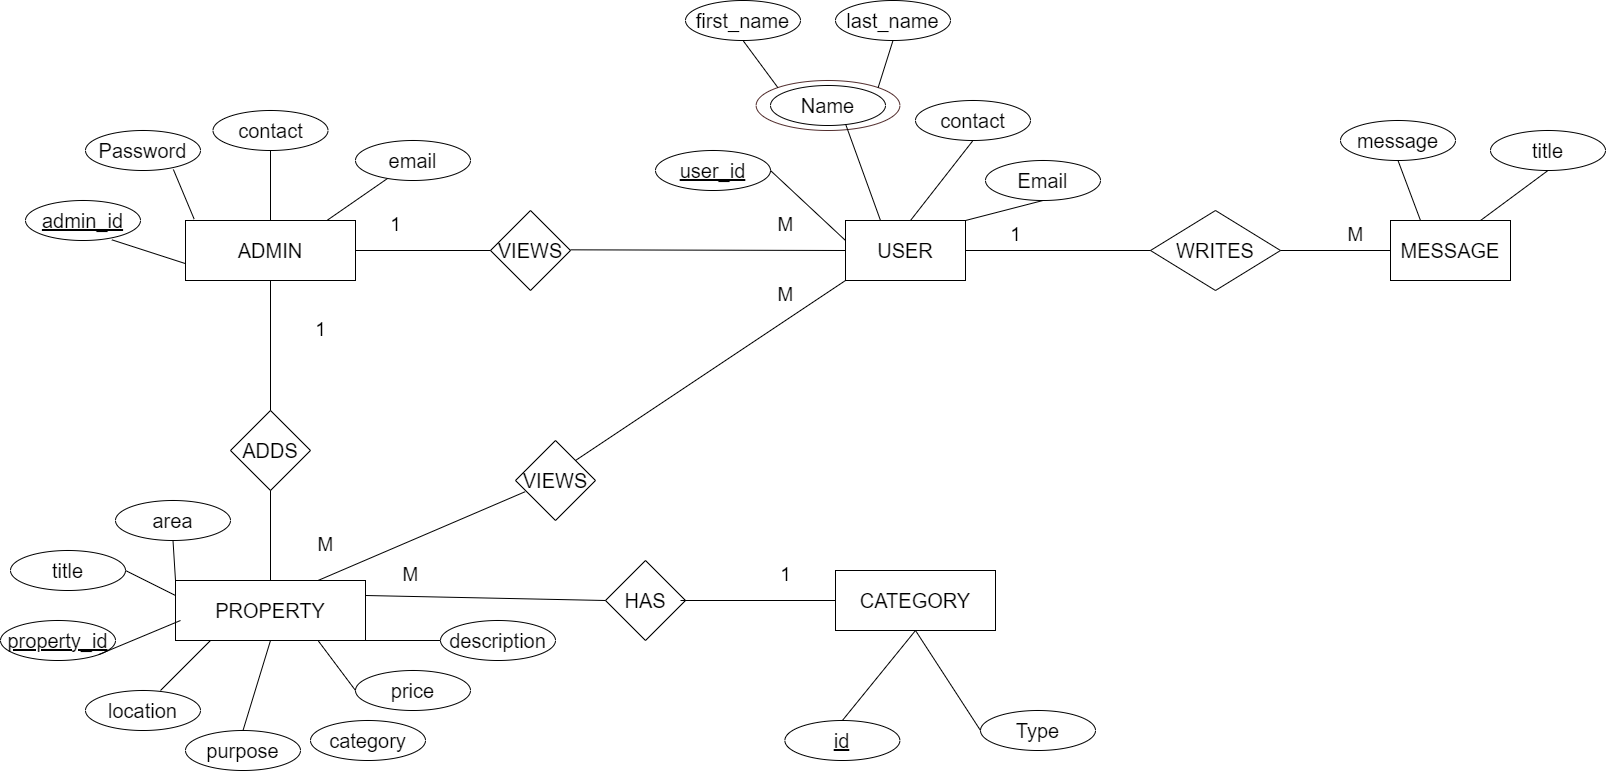 first_name
last_name
Name
contact
contact
Password
email
message
title
user_id
Email
admin_id
1
M
1
M
ADMIN
VIEWS
USER
WRITES
MESSAGE
M
1
ADDS
VIEWS
area
M
title
M
1
PROPERTY
HAS
CATEGORY
property_id
description
price
location
category
purpose
id
Type